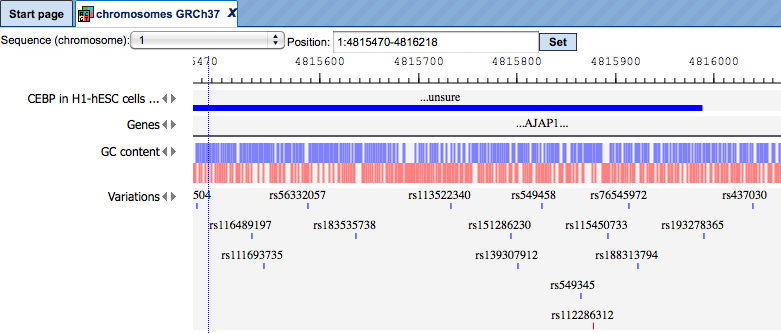 Start page chromosomes GRCh37 X
Sequence (chromosome): 1 Position: 1:4815470-4816218 Set
5470 4815600 4815700 4815800 4815900 4816000
CEBP in H1-hESC cells ... ...unsure
Genes ...AJAP1...
GC content
Variations 504 rs56332057 rs113522340 rs549458 rs76545972 rs437030
rs116489197 rs183535738 rs151286230 rs115450733 rs193278365
rs111693735 rs139307912 rs188313794
rs549345
rs112286312